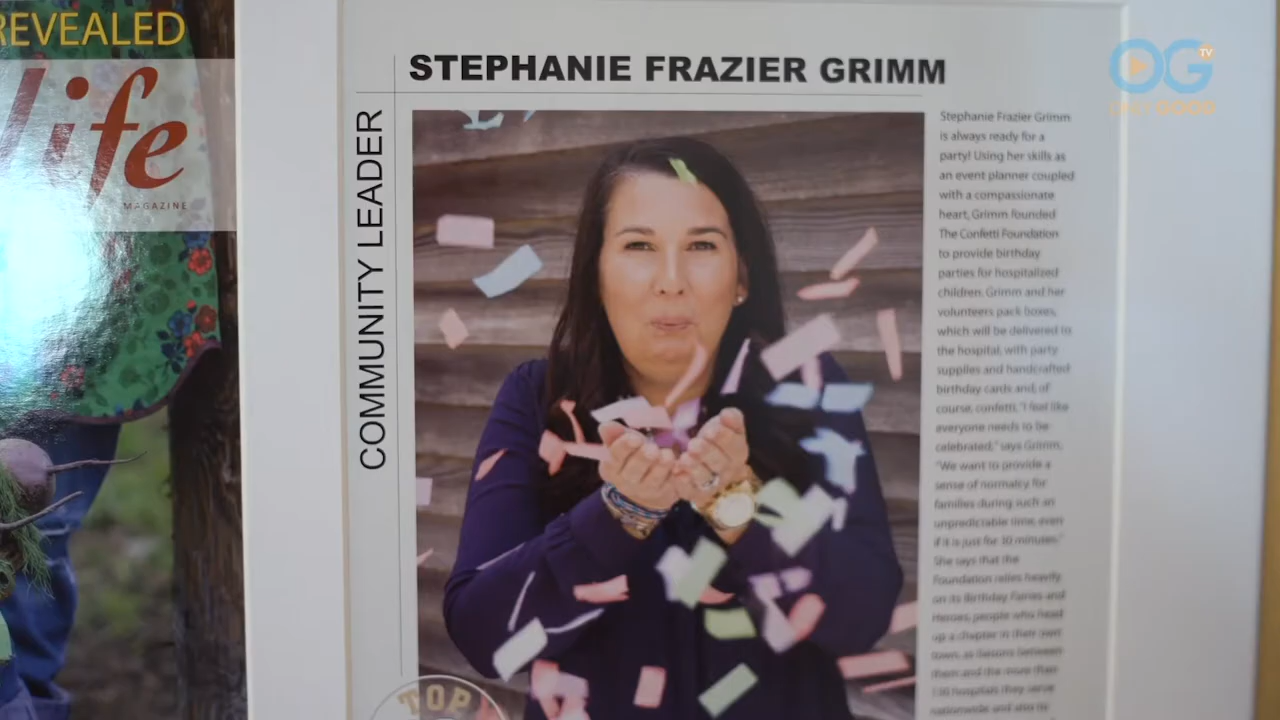 REVEALED
life
MAGAZINE
STEPHANIE FRAZIER GRIMM
COMMUNITY LEADER
Stephanie Frazier Grimm
is always ready for a
party! Using her skills as
an event planner coupled
with a compassionate
heart, Grimm founded
The Confetti Foundation
to provide birthday
parties for hospitalized
children. Grimm and her
volunteers pack boxes,
which will be delivered to
the hospital, with party
supplies and handcrafted
birthday cards and, of
course, confetti. "I feel like
everyone needs to be
celebrated," says Grimm.
"We want to provide a
sense of normalcy for
families during such an
unpredictable time, even
if it is just for 30 minutes."
She says that the
Foundation relies heavily
on its Birthday Fairies and
Heroes, people who head
up a chapter in their own
town, as liaisons between
them and the more than
hospitals they serve
nationwide and also its
TOP
OG TV
ONLY GOOD